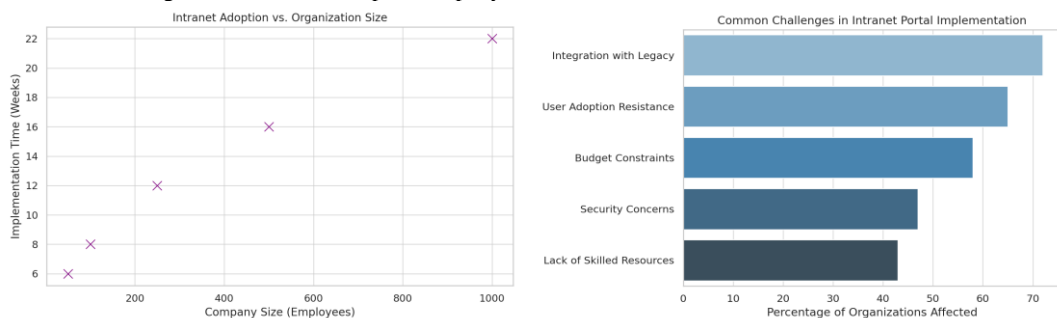 Intranet Adoption vs. Organization Size
Implementation Time (Weeks)
22
20
18
16
14
12
10
8
6
200
400
600
800
1000
Company Size (Employees)
Common Challenges in Intranet Portal Implementation
Integration with Legacy
User Adoption Resistance
Budget Constraints
Security Concerns
Lack of Skilled Resources
0
10
20
30
40
50
60
70
Percentage of Organizations Affected